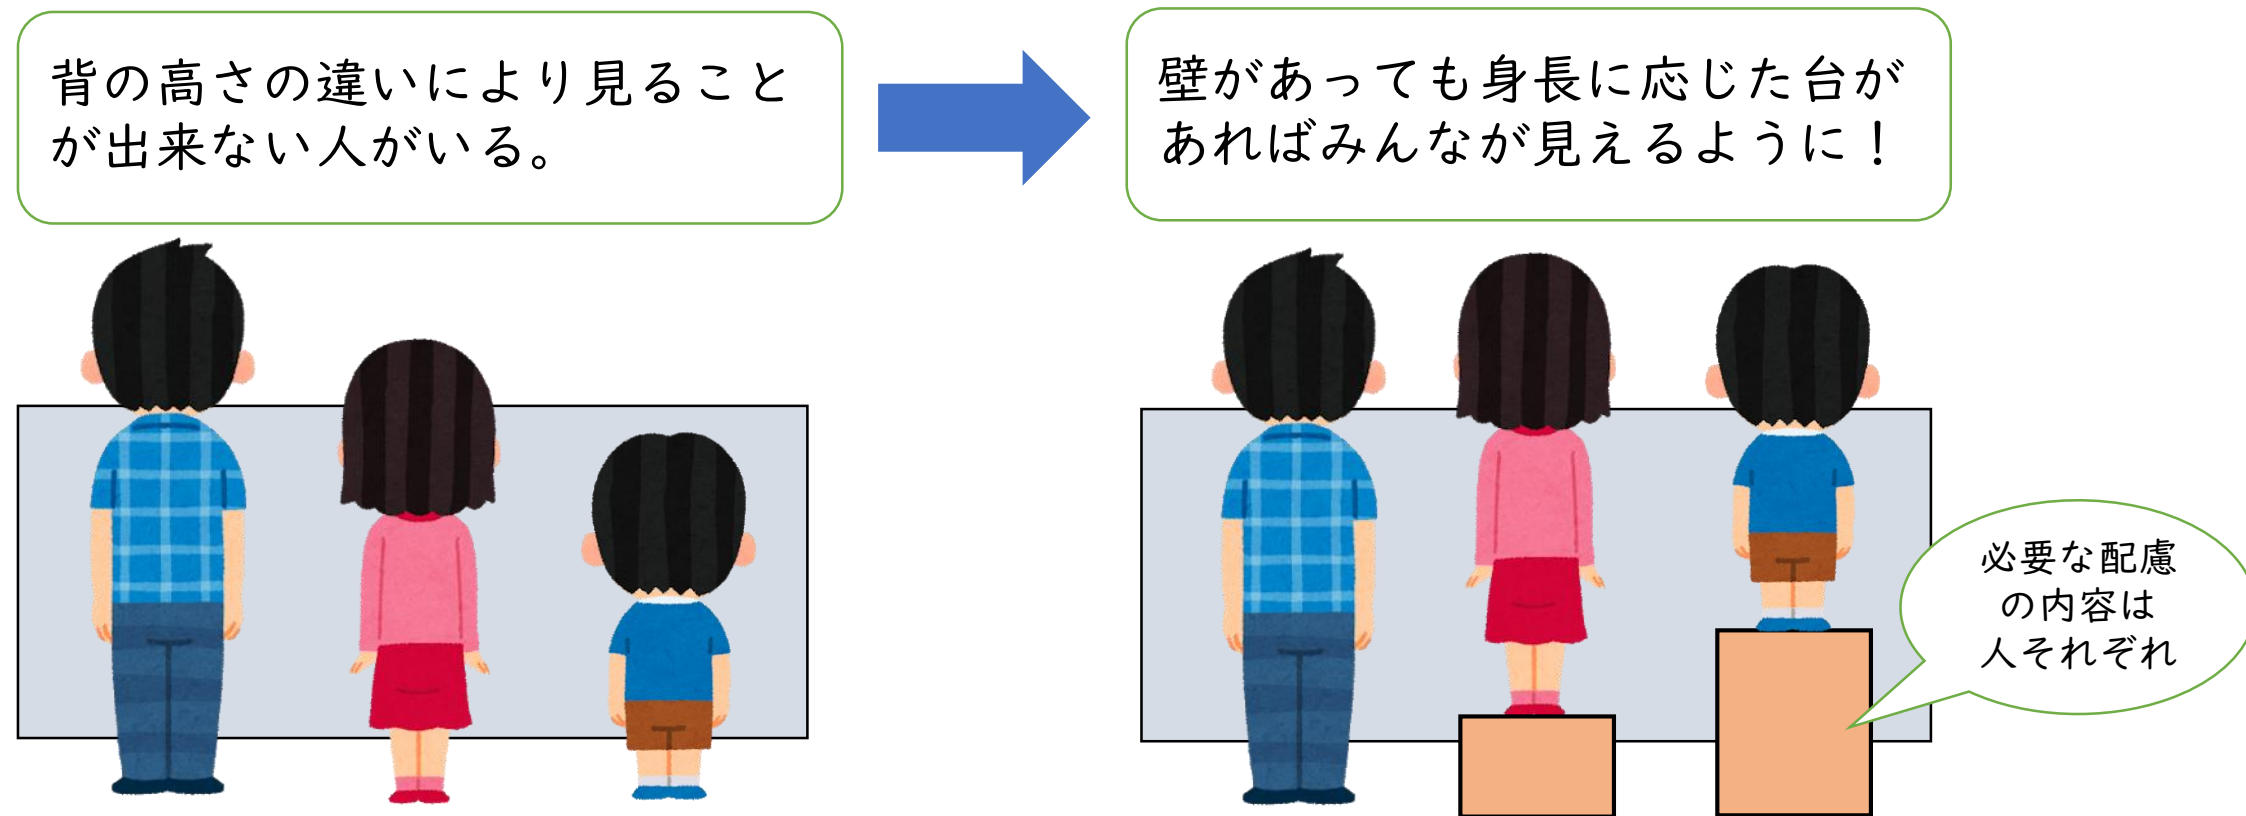 背の高さの違いにより見ること
が出来ない人がいる。
壁があっても身長に応じた台が
あればみんなが見えるように！
必要な配慮
の内容は
人それぞれ